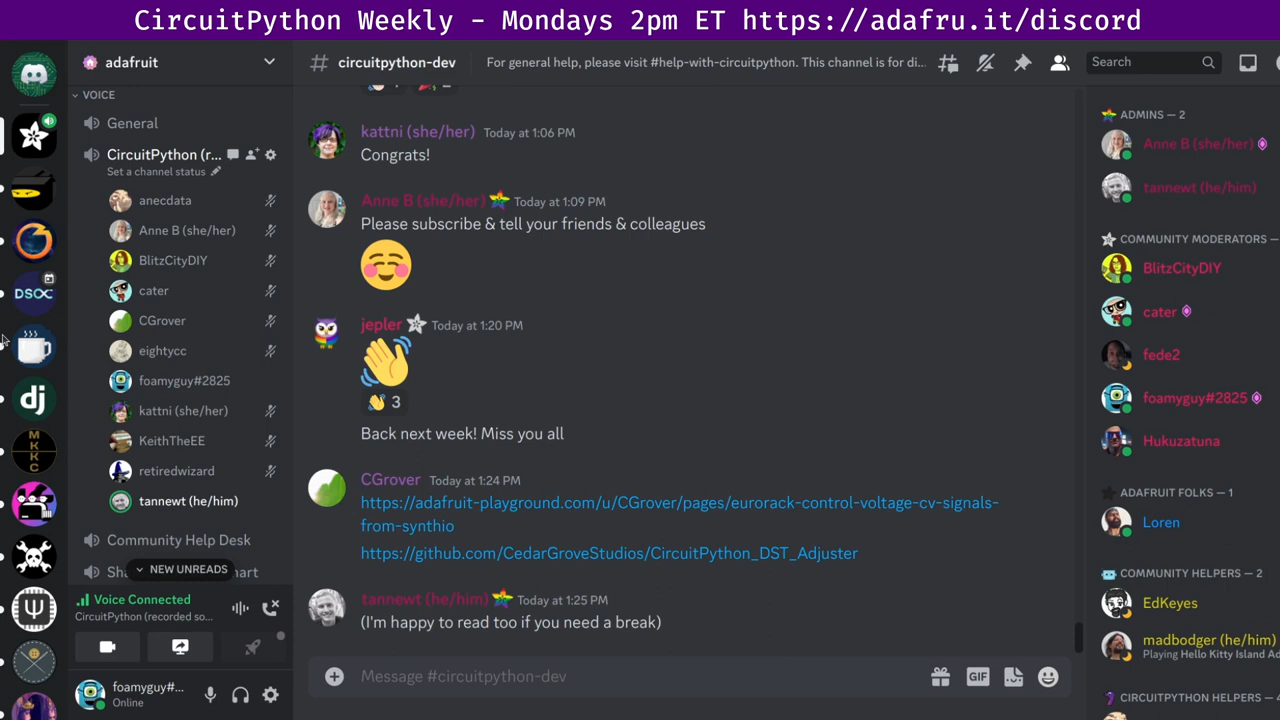 CircuitPython Weekly - Mondays 2pm ET https://adafru.it/discord
adafruit
VOICE
General
CircuitPython (r...
Set a channel status
anecdata
Anne B (she/her)
BlitzCityDIY
cater
CGrover
eightycc
foamyguy#2825
kattni (she/her)
KeithTheEE
retiredwizard
tannewt (he/him)
Community Help Desk
NEW UNREADS
Voice Connected
CircuitPython (recorded so...
foamyguy#...
Online
DSOC
dj
M K
K C
# circuitpython-dev
For general help, please visit #help-with-circuitpython. This channel is for di...
Search
kattni (she/her) Today at 1:06 PM
Congrats!
Anne B (she/her) Today at 1:09 PM
Please subscribe & tell your friends & colleagues
jepler Today at 1:20 PM
3
Back next week! Miss you all
CGrover Today at 1:24 PM
https://adafruit-playground.com/u/CGrover/pages/eurorack-control-voltage-cv-signals-
from-synthio
https://github.com/CedarGroveStudios/CircuitPython_DST_Adjuster
tannewt (he/him) Today at 1:25 PM
(I'm happy to read too if you need a break)
Message #circuitpython-dev
GIF
ADMINS — 2
Anne B (she/her)
tannewt (he/him)
COMMUNITY MODERATORS —
BlitzCityDIY
cater
fede2
foamyguy#2825
Hukuzatuna
ADAFRUIT FOLKS — 1
Loren
COMMUNITY HELPERS — 2
EdKeyes
madbodger (he/him)
Playing Hello Kitty Island Ad
CIRCUITPYTHON HELPERS — 4